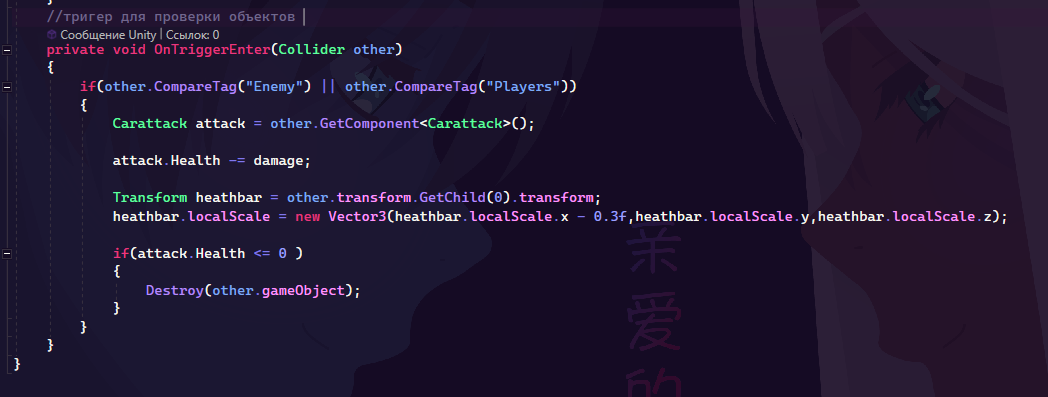 //тригер для проверки объектов
Сообщение Unity | Ссылок: 0
private void OnTriggerEnter(Collider other)
{
if(other.CompareTag("Enemy") || other.CompareTag("Players"))
{
Carattack attack = other.GetComponent<Carattack>();
attack.Health -= damage;
Transform heathbar = other.transform.GetChild(0).transform;
heathbar.localScale = new Vector3(heathbar.localScale.x - 0.3f,heathbar.localScale.y,heathbar.localScale.z);
if(attack.Health <= 0 )
{
Destroy(other.gameObject);
}
}
}
}
亲
爱
的